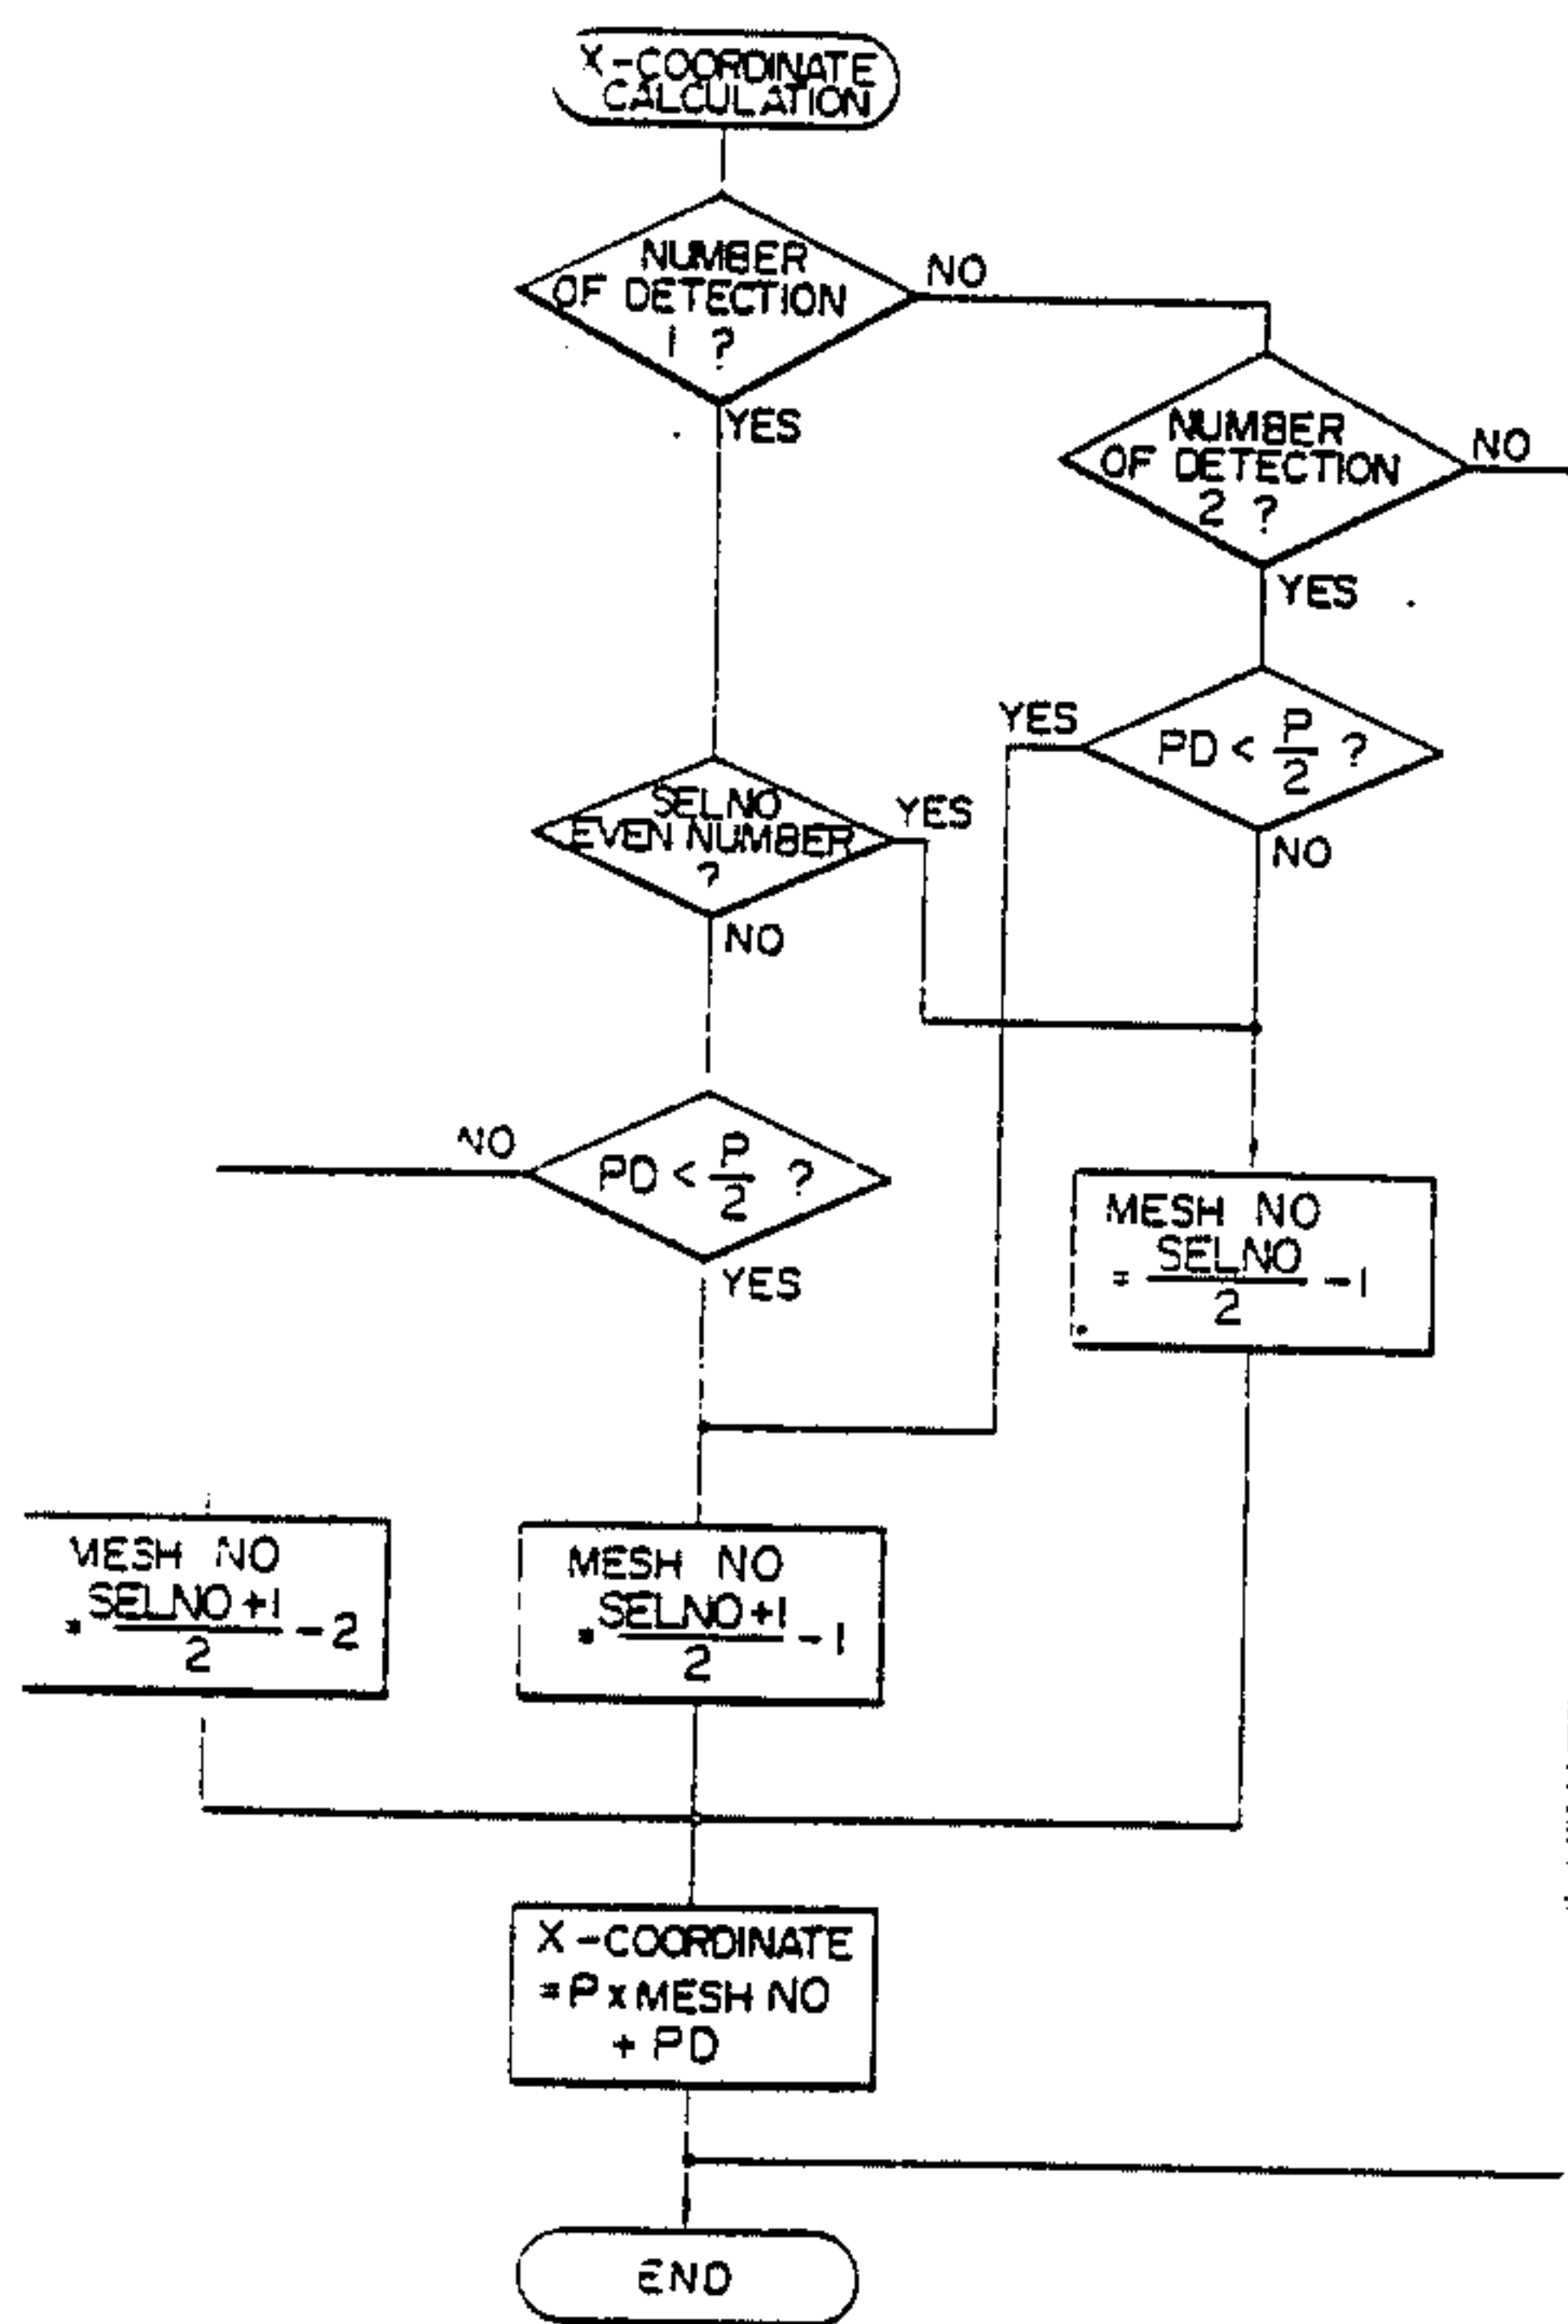 X-COORDINATE
CALCULATION
NUMBER
OF DETECTION
1 ?
NO
YES
NUMBER
OF DETECTION
2 ?
NO
YES
YES
PD < P/2 ?
NO
SELNO
EVEN NUMBER
?
YES
NO
NO
PD < P/2 ?
YES
MESH NO
= SELNO/2 -1
MESH NO
= SELNO+1/2 -2
MESH NO
= SELNO+1/2 -1
X-COORDINATE
= P x MESH NO
+ PD
END